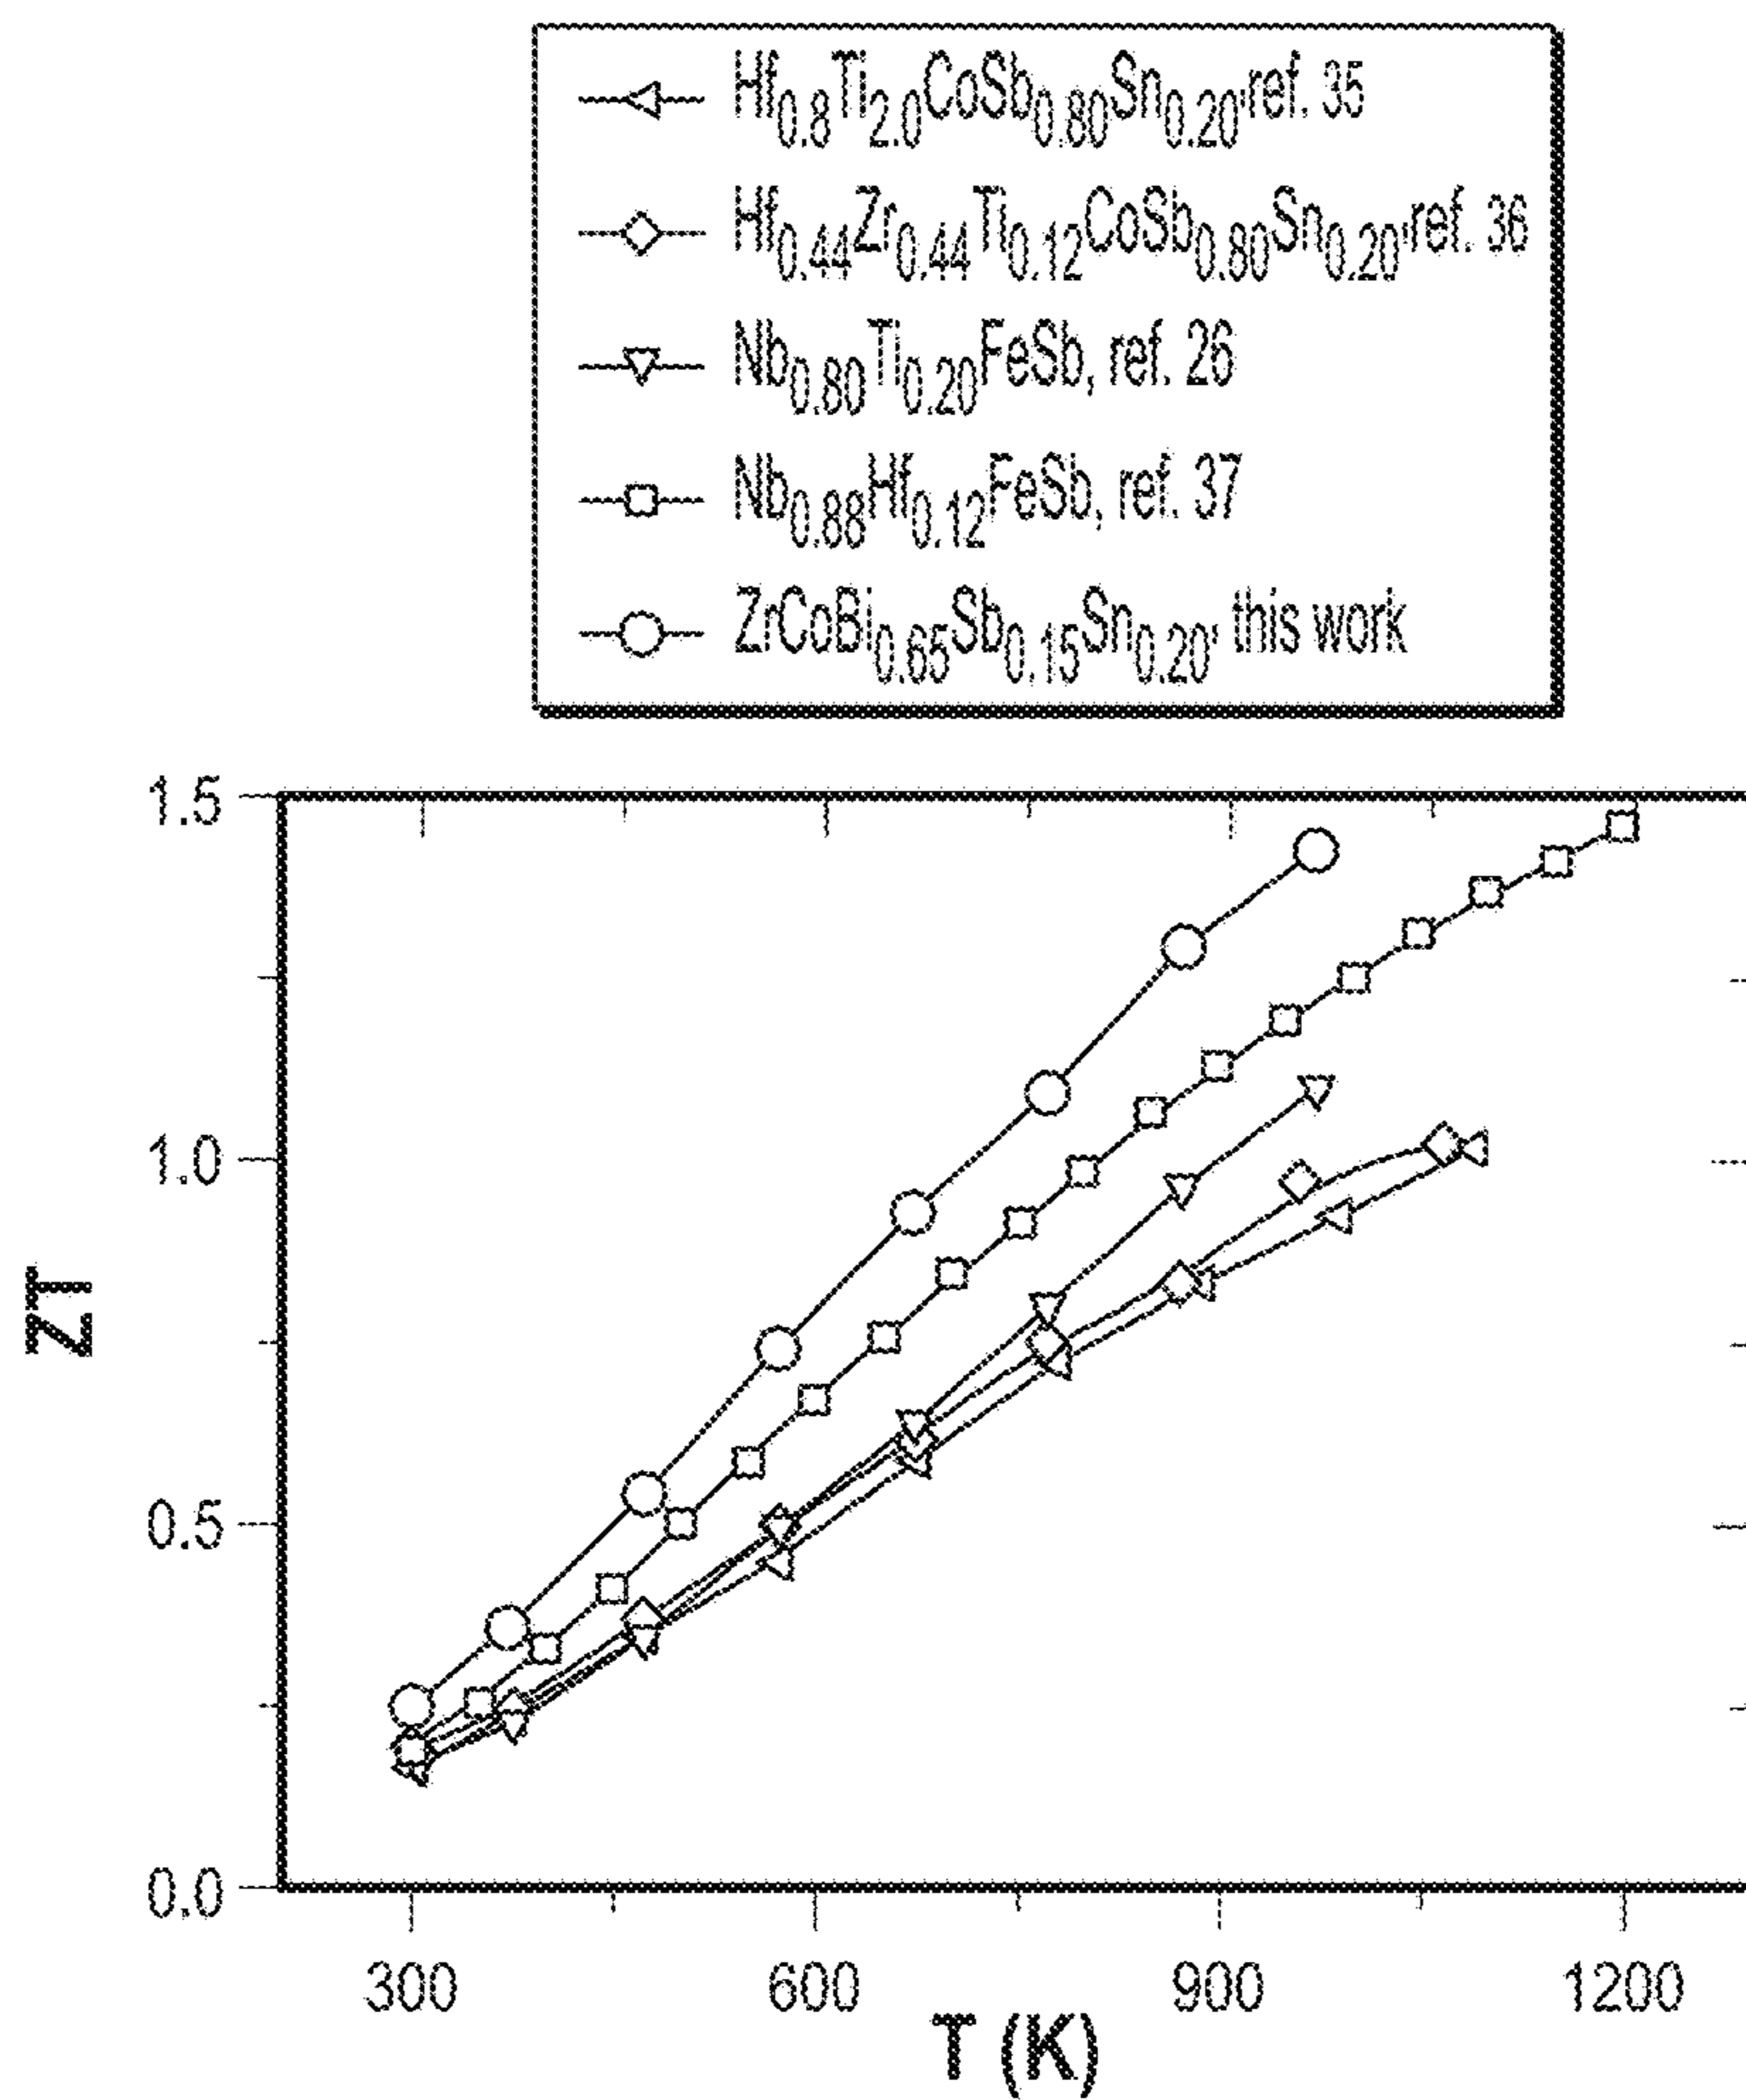 Hf0.8Ti2.0CoSb0.80Sn0.20, ref. 35
Hf0.44Zr0.44Ti0.12CoSb0.80Sn0.20, ref. 36
Nb0.80Ti0.20FeSb, ref. 26
Nb0.88Hf0.12FeSb, ref. 37
ZrCoBi0.65Sb0.15Sn0.20, this work
1.5
1.0
ZT
0.5
0.0
300 600 900 1200
T (K)